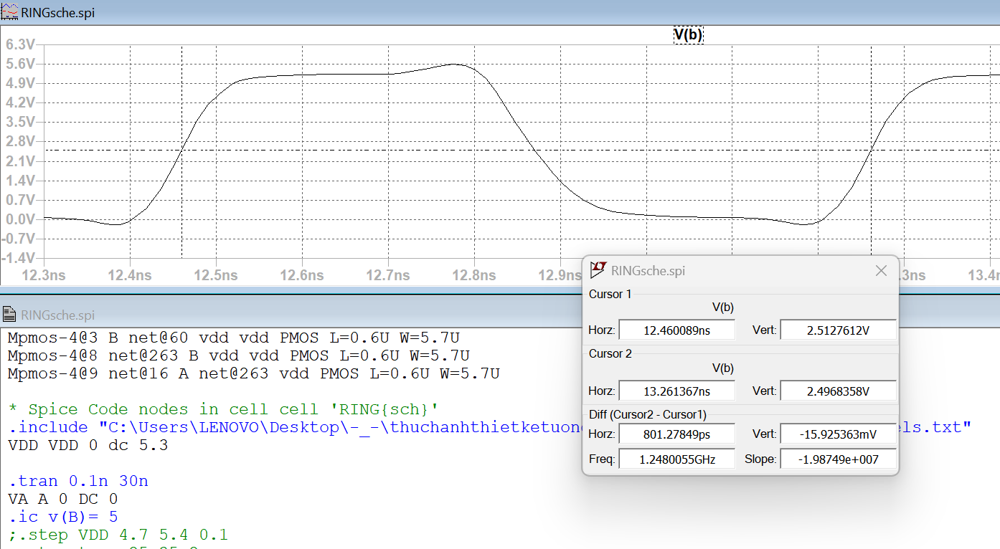 RINGsche.spi
V(b)
6.3V
5.6V
4.9V
4.2V
3.5V
2.8V
2.1V
1.4V
0.7V
0.0V
-0.7V
-1.4V
12.3ns 12.4ns 12.5ns 12.6ns 12.7ns 12.8ns 12.9ns .3ns 13.4n
RINGsche.spi
Cursor 1
V(b)
Horz: 12.460089ns Vert: 2.5127612V
Cursor 2
V(b)
Horz: 13.261367ns Vert: 2.4968358V
Diff (Cursor2 - Cursor1)
Horz: 801.27849ps Vert: -15.925363mV
Freq: 1.2480055GHz Slope: -1.98749e+007
RINGsche.spi
Mpmos-4@3 B net@60 vdd vdd PMOS L=0.6U W=5.7U
Mpmos-4@8 net@263 B vdd vdd PMOS L=0.6U W=5.7U
Mpmos-4@9 net@16 A net@263 vdd PMOS L=0.6U W=5.7U
* Spice Code nodes in cell cell 'RING{sch}'
.include "C:\Users\LENOVO\Desktop\-_-\thuchanhthietketuon els.txt"
VDD VDD 0 dc 5.3
.tran 0.1n 30n
VA A 0 DC 0
.ic v(B)= 5
;.step VDD 4.7 5.4 0.1